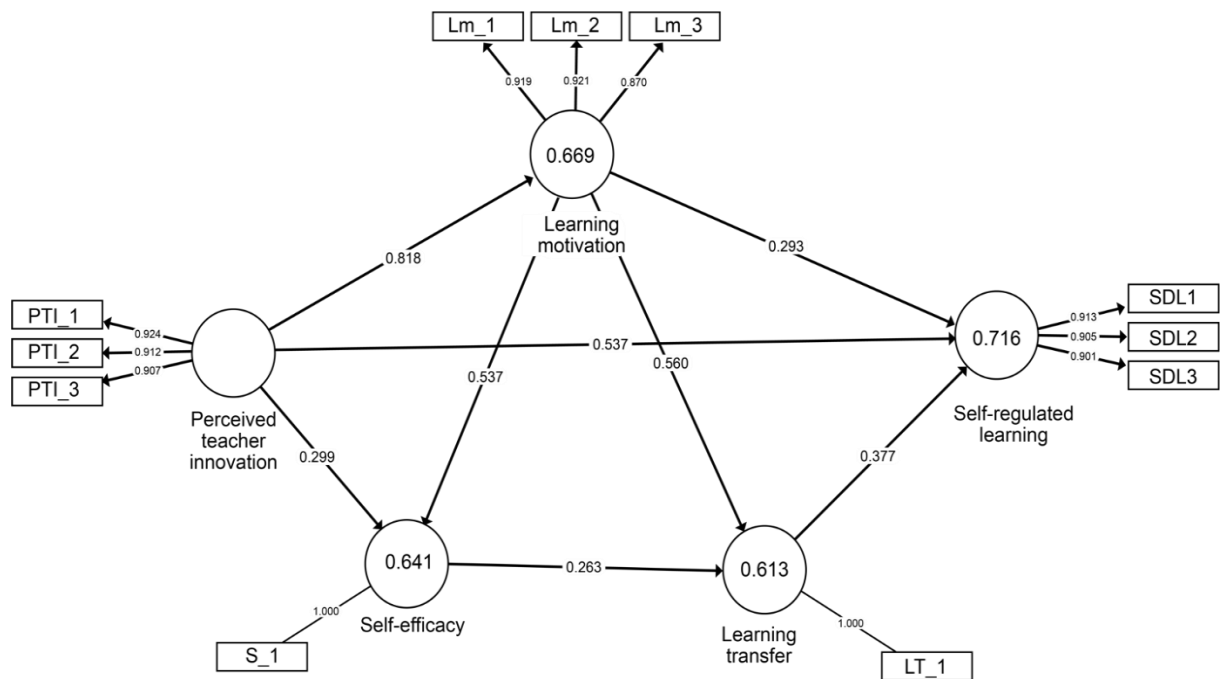 Lm_1
Lm_2
Lm_3
0.919
0.921
0.870
0.669
Learning
motivation
0.818
0.293
PTI_1
PTI_2
PTI_3
0.924
0.912
0.907
Perceived
teacher
innovation
0.537
0.537
0.560
0.716
Self-regulated
learning
0.913
0.905
0.901
SDL1
SDL2
SDL3
0.299
0.377
0.641
Self-efficacy
0.263
0.613
Learning
transfer
1.000
S_1
1.000
LT_1